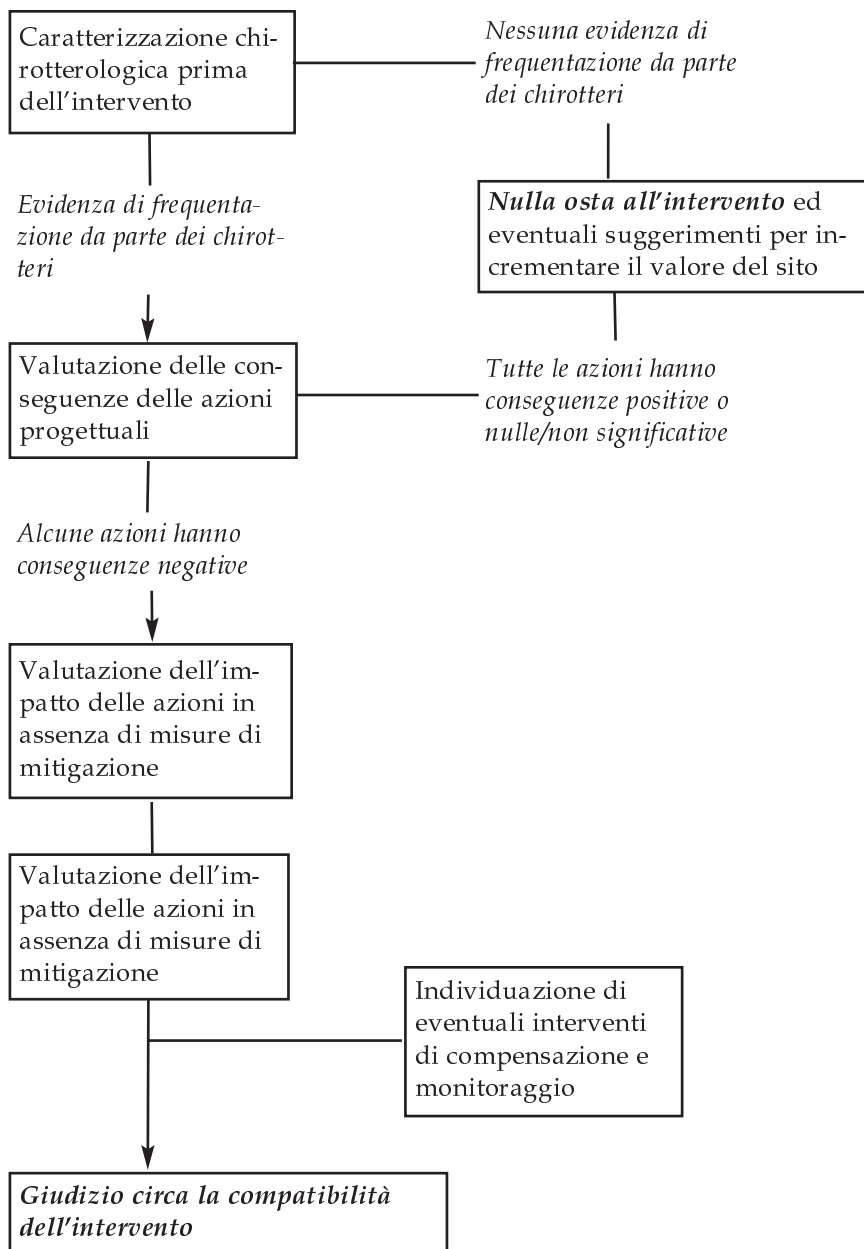 Caratterizzazione chi-
rotterologica prima
dell'intervento
Nessuna evidenza di
frequentazione da parte
dei chirotteri
Evidenza di frequenta-
zione da parte dei chirot-
teri
Nulla osta all'intervento ed
eventuali suggerimenti per in-
crementare il valore del sito
Valutazione delle con-
seguenze delle azioni
progettuali
Tutte le azioni hanno
conseguenze positive o
nulle/non significative
Alcune azioni hanno
conseguenze negative
Valutazione dell'im-
patto delle azioni in
assenza di misure di
mitigazione
Valutazione dell'im-
patto delle azioni in
assenza di misure di
mitigazione
Individuazione di
eventuali interventi
di compensazione e
monitoraggio
Giudizio circa la compatibilità
dell'intervento